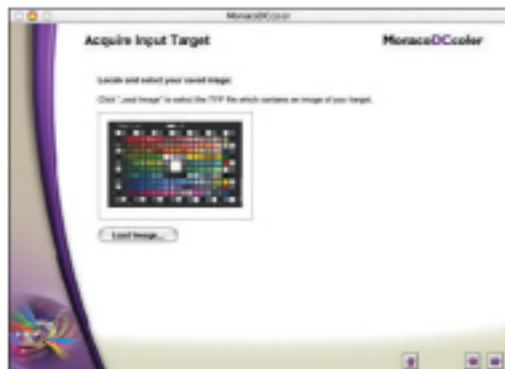 MonacoDCcolor
Acquire Input Target
MonacoDCcolor
Locate and select your saved image:
Click "Load Image" to select the TIFF file which contains an image of your target.
Load Image...